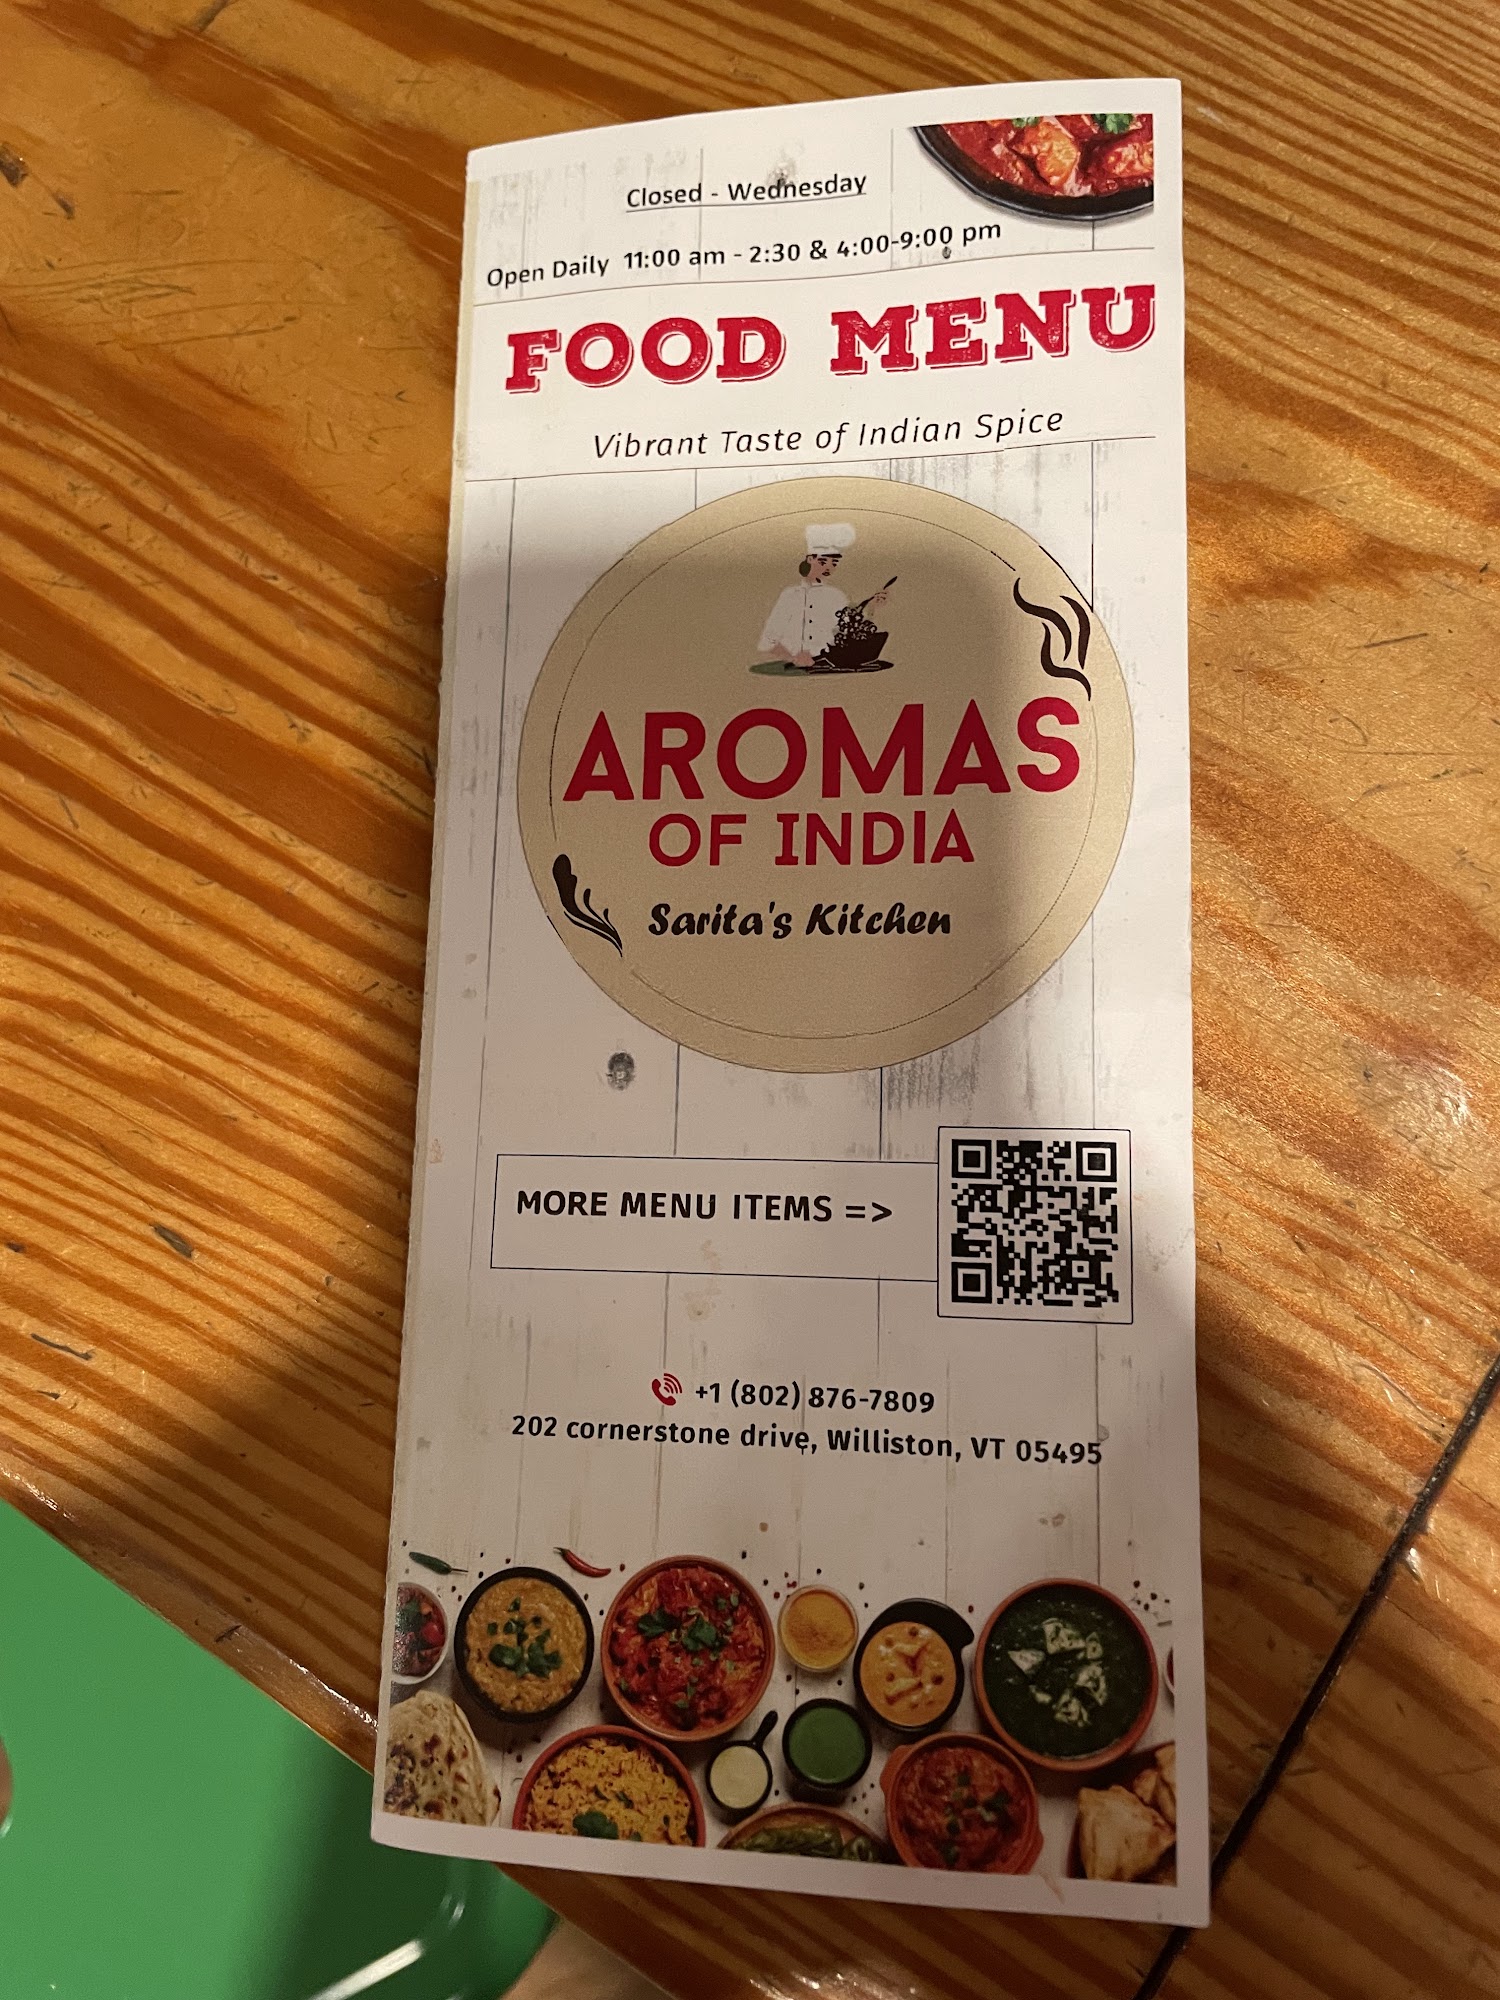 Closed - Wednesday
Open Daily 11:00 am - 2:30 & 4:00-9:00 pm
FOOD MENU
Vibrant Taste of Indian Spice
AROMAS
OF INDIA
Sarita's Kitchen
MORE MENU ITEMS =>
+1 (802) 876-7809
202 cornerstone drive, Williston, VT 05495